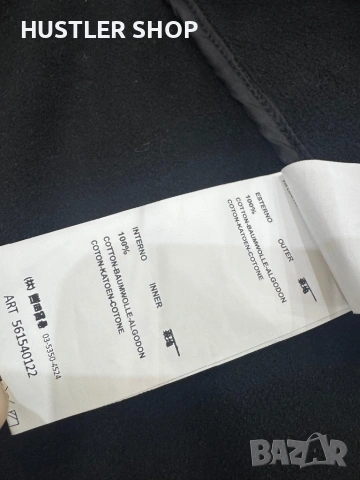 HUSTLER SHOP
ESTERNO OUTER
100%
COTTON-BAUMWOLLE-ALGODON
COTON-KATOEN-COTONE
INTERNO INNER
100%
COTTON-BAUMWOLLE-ALGODON
COTON-KATOEN-COTONE.
03-5350-4524
ART 561540122
BAZAR